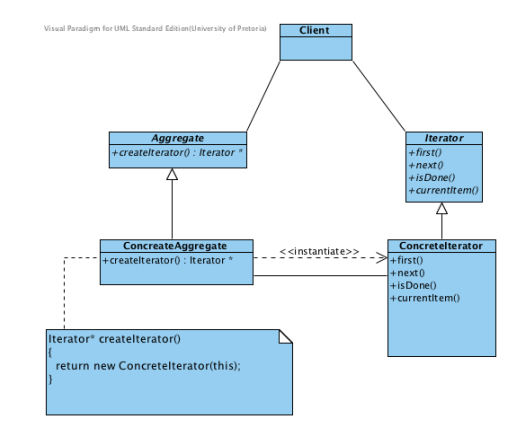 Visual Paradigm for UML Standard Edition(University of Pretoria)
Client
Aggregate
+createIterator() : Iterator *
Iterator
+first()
+next()
+isDone()
+currentItem()
ConcreateAggregate
+createIterator() : Iterator *
<<instantiate>>
ConcreteIterator
+first()
+next()
+isDone()
+currentItem()
Iterator* createIterator()
{
return new ConcreteIterator(this);
}